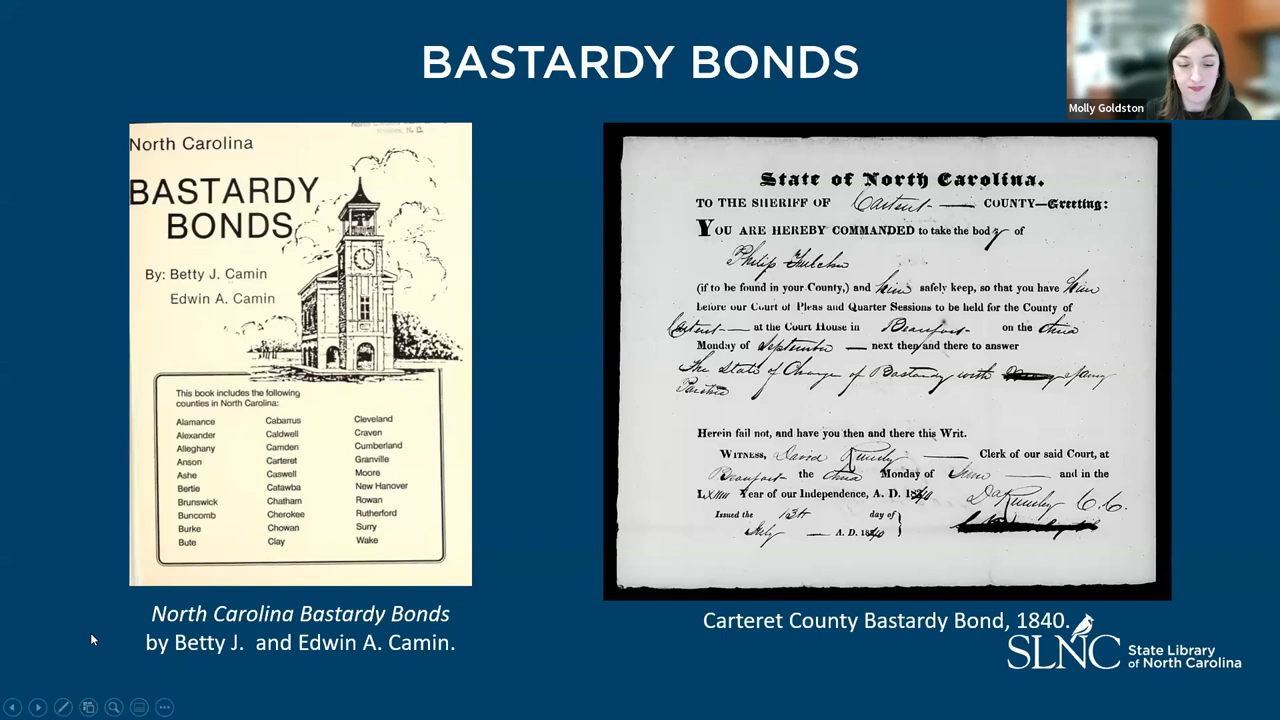 BASTARDY BONDS
Molly Goldston
North Carolina
BASTARDY
BONDS
By: Betty J. Camin
Edwin A. Camin
This book includes the following
counties in North Carolina:
Alamance Cabarrus Cleveland
Alexander Caldwell Craven
Alleghany Camden Cumberland
Anson Carteret Granville
Ashe Caswell Moore
Bertie Catawba New Hanover
Brunswick Chatham Rowan
Buncomb Cherokee Rutherford
Burke Chowan Surry
Bute Clay Wake
North Carolina Bastardy Bonds
by Betty J. and Edwin A. Camin.
State of North Carolina.
TO THE SHERIFF OF Carteret COUNTY—Greeting:
YOU ARE HEREBY COMMANDED to take the body of
Philip
(if to be found in your County,) and him safely keep, so that you have him
before our Court of Pleas and Quarter Sessions to be held for the County of
Carteret — at the Court House in Beaufort on the
Monday of September — next then and there to answer
The State of Charge of Bastardy with
Herein fail not, and have you then and there this Writ.
WITNESS, David — Clerk of our said Court, at
Beaufort the Monday of June — and in the
Year of our Independence, A. D. 1840
Issued the 13th day of
July — A. D. 1840
Carteret County Bastardy Bond, 1840.
SLNC State Library
of North Carolina